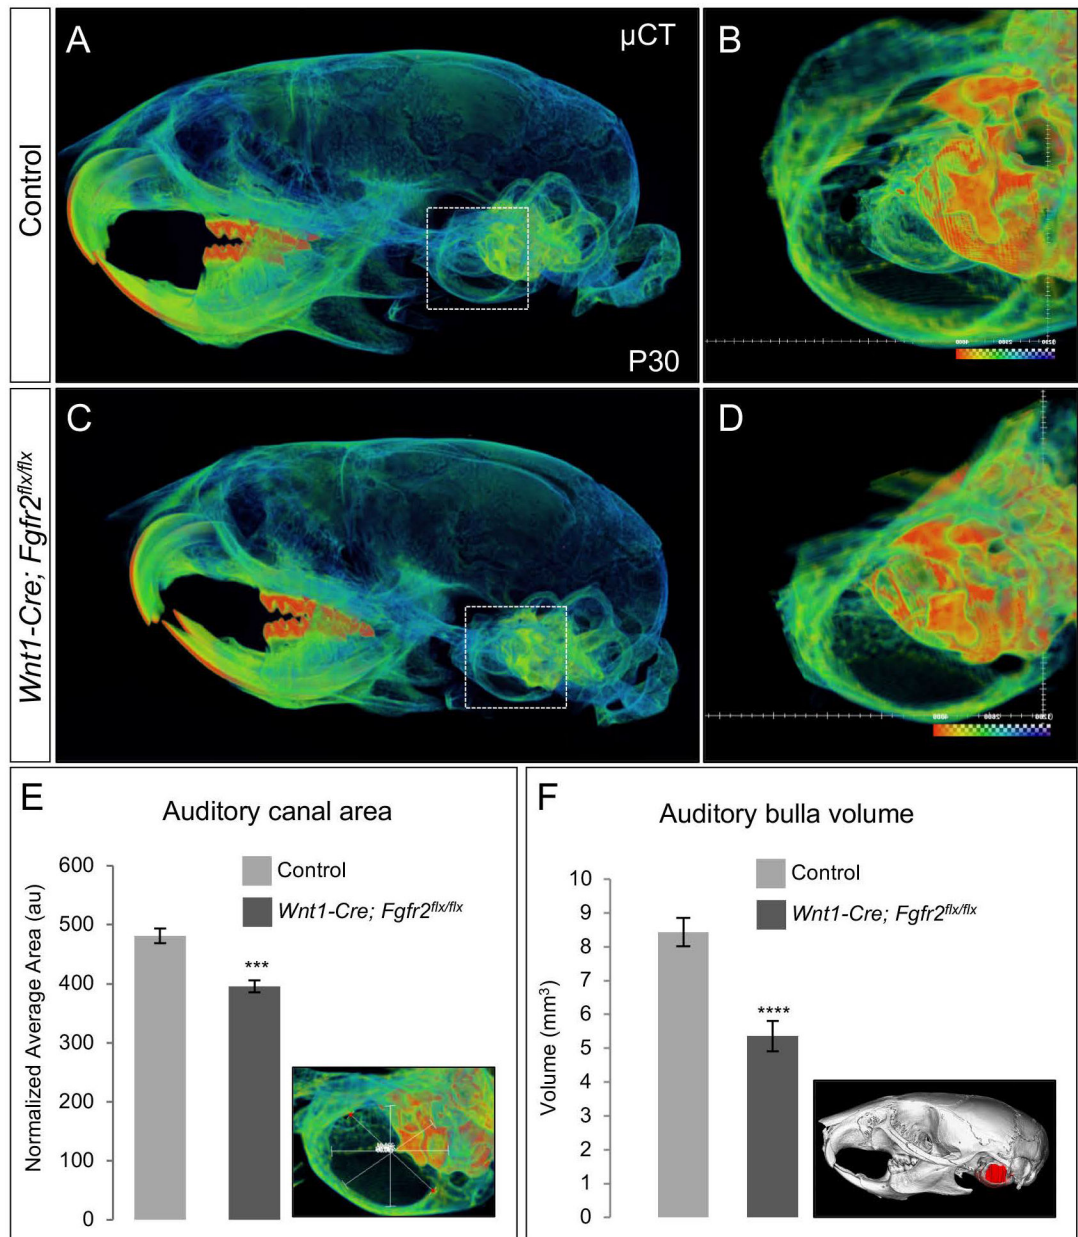 Control
A
µCT
P30
B
Wnt1-Cre; Fgfr2flx/flx
C
D
E
Auditory canal area
Normalized Average Area (au)
600
500
400
300
200
100
0
Control
Wnt1-Cre; Fgfr2flx/flx
***
F
Auditory bulla volume
Volume (mm3)
10
9
8
7
6
5
4
3
2
1
0
Control
Wnt1-Cre; Fgfr2flx/flx
****